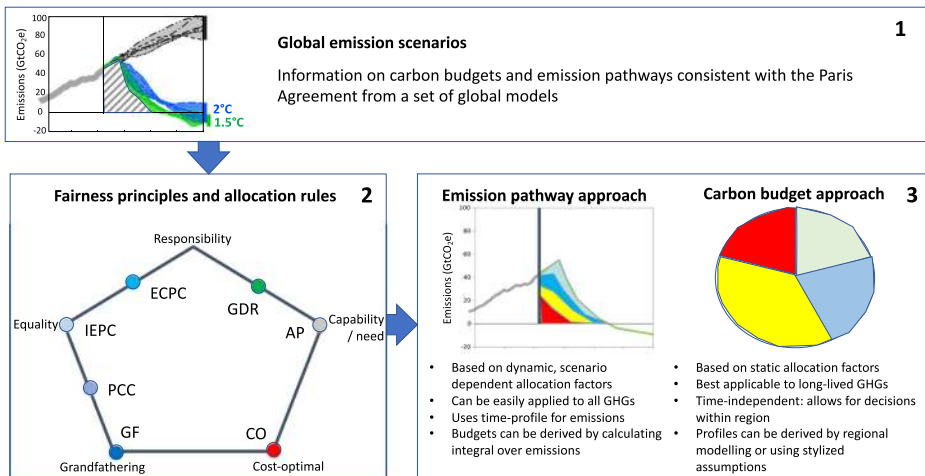 1
Global emission scenarios
Information on carbon budgets and emission pathways consistent with the Paris
Agreement from a set of global models
Emissions (GtCO2e)
100
80
60
40
20
0
-20
2°C
1.5°C
Fairness principles and allocation rules
2
Responsibility
ECPC
GDR
Equality
IEPC
AP
Capability
/ need
PCC
GF
CO
Grandfathering
Cost-optimal
3
Emission pathway approach
Emissions (GtCO2e)
100
80
60
40
20
0
-20
• Based on dynamic, scenario
dependent allocation factors
• Can be easily applied to all GHGs
• Uses time-profile for emissions
• Budgets can be derived by calculating
integral over emissions
Carbon budget approach
• Based on static allocation factors
• Best applicable to long-lived GHGs
• Time-independent: allows for decisions
within region
• Profiles can be derived by regional
modelling or using stylized
assumptions